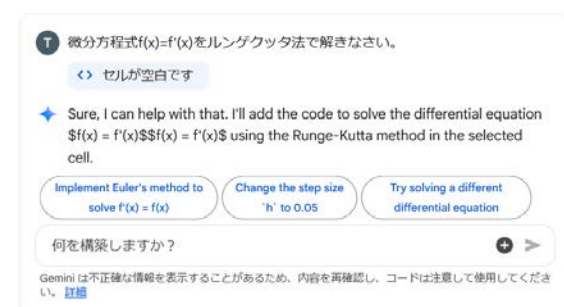 T 微分方程式f(x)=f'(x)をルンゲクッタ法で解きなさい。
<> セルが空白です
Sure, I can help with that. I'll add the code to solve the differential equation
$f(x) = f'(x)$$f(x) = f'(x)$ using the Runge-Kutta method in the selected
cell.
Implement Euler's method to
solve f'(x) = f(x)
Change the step size
`h` to 0.05
Try solving a different
differential equation
何を構築しますか？
Gemini は不正確な情報を表示することがあるため、内容を再確認し、コードは注意して使用してくださ
い。 詳細